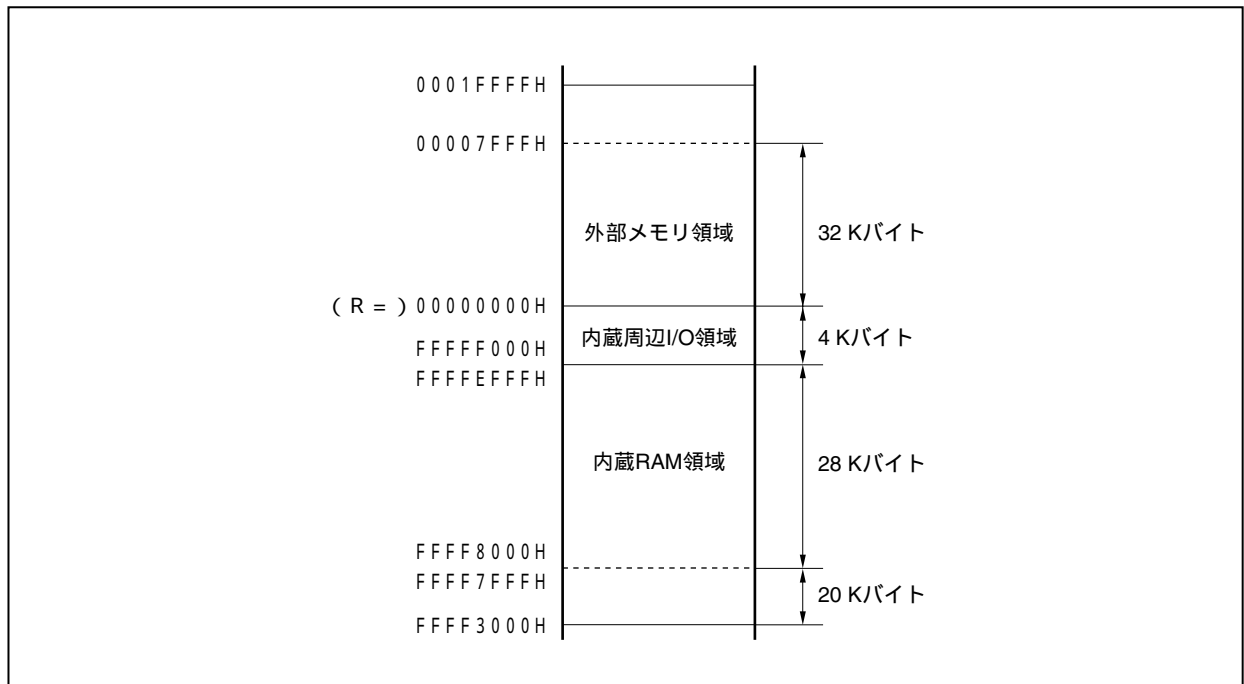 0001FFFFH
00007FFFH
外部メモリ領域 32 Kバイト
( R = ) 00000000H
内蔵周辺I/O領域 4 Kバイト
FFFFF000H
FFFFEFFFH
内蔵RAM領域 28 Kバイト
FFFF8000H
FFFF7FFFH
20 Kバイト
FFFF3000H